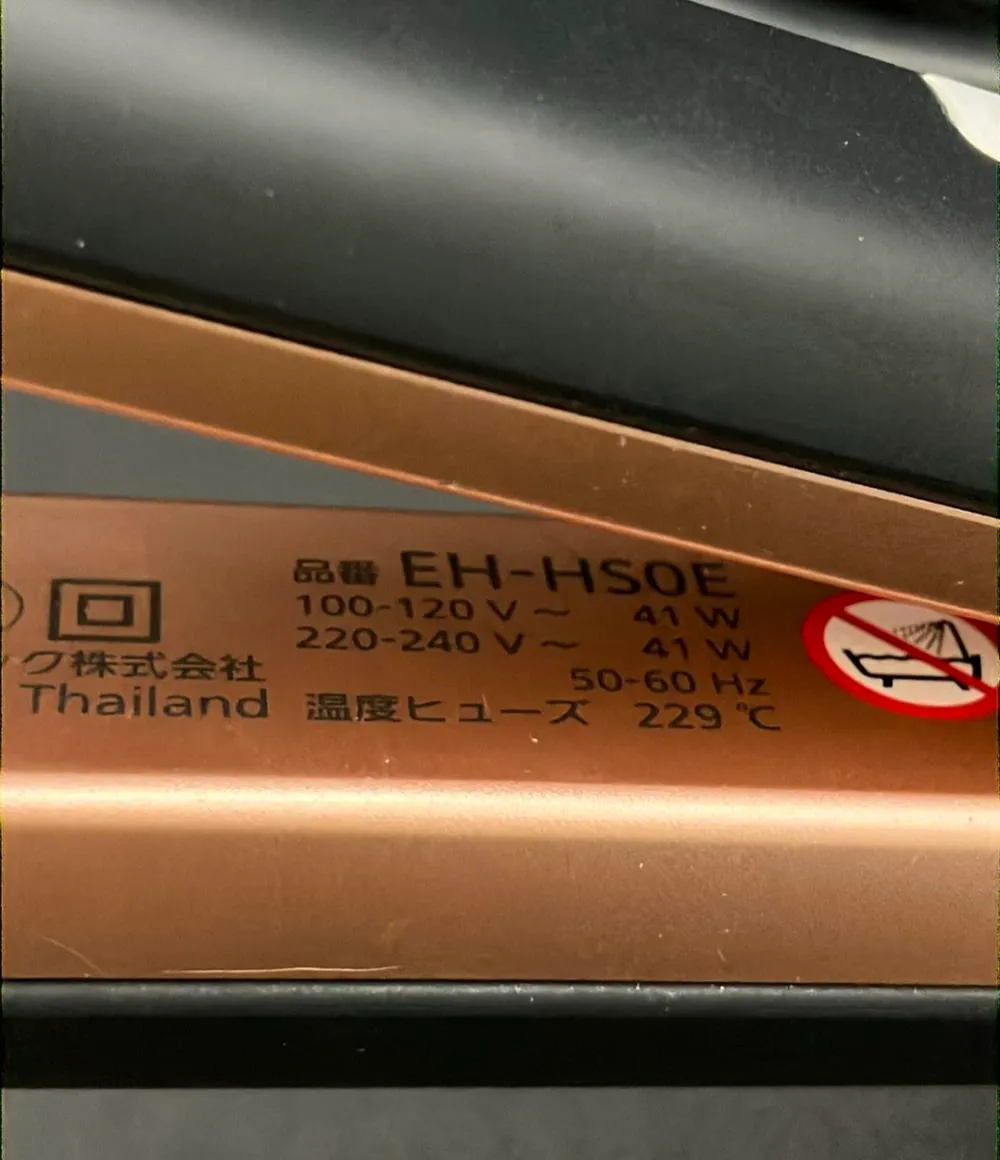 品番 EH-HS0E
100-120 V ~ 41 W
220-240 V ~ 41 W
50-60 Hz
温度ヒューズ 229 ℃
ック株式会社
Thailand